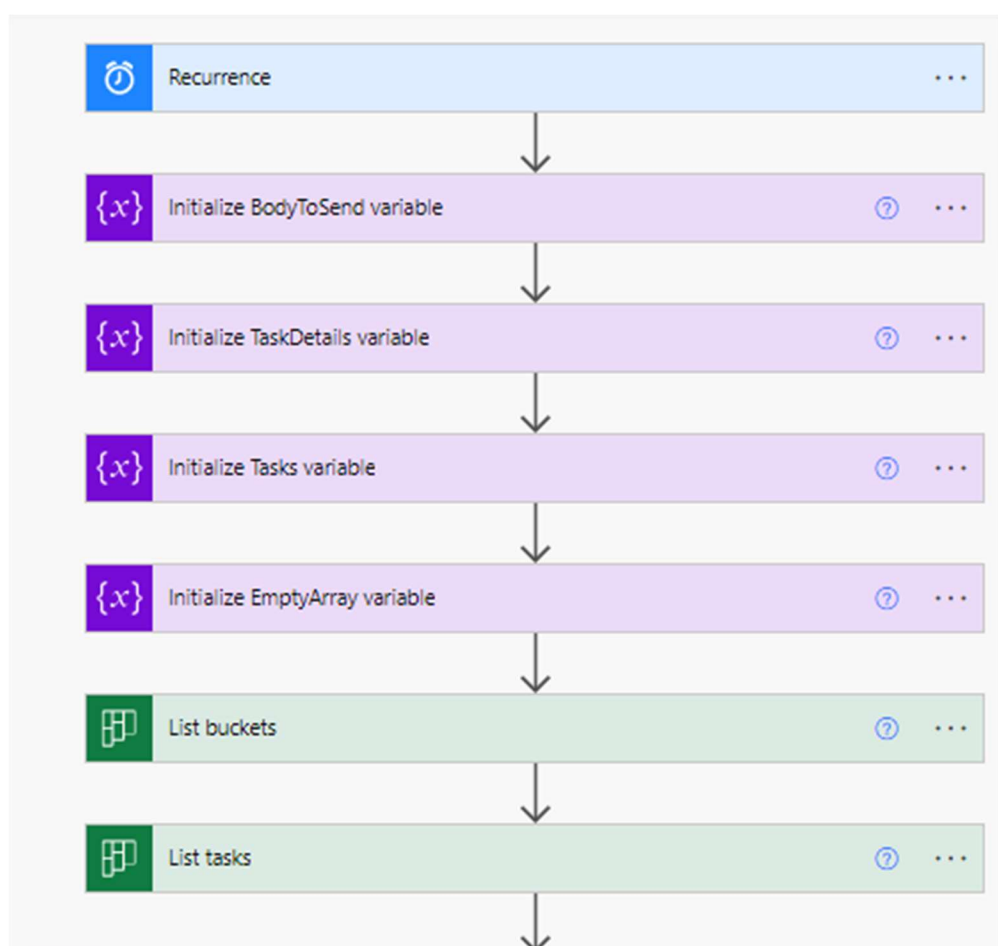 Recurrence
{x} Initialize BodyToSend variable ?
{x} Initialize TaskDetails variable ?
{x} Initialize Tasks variable ?
{x} Initialize EmptyArray variable ?
List buckets ?
List tasks ?